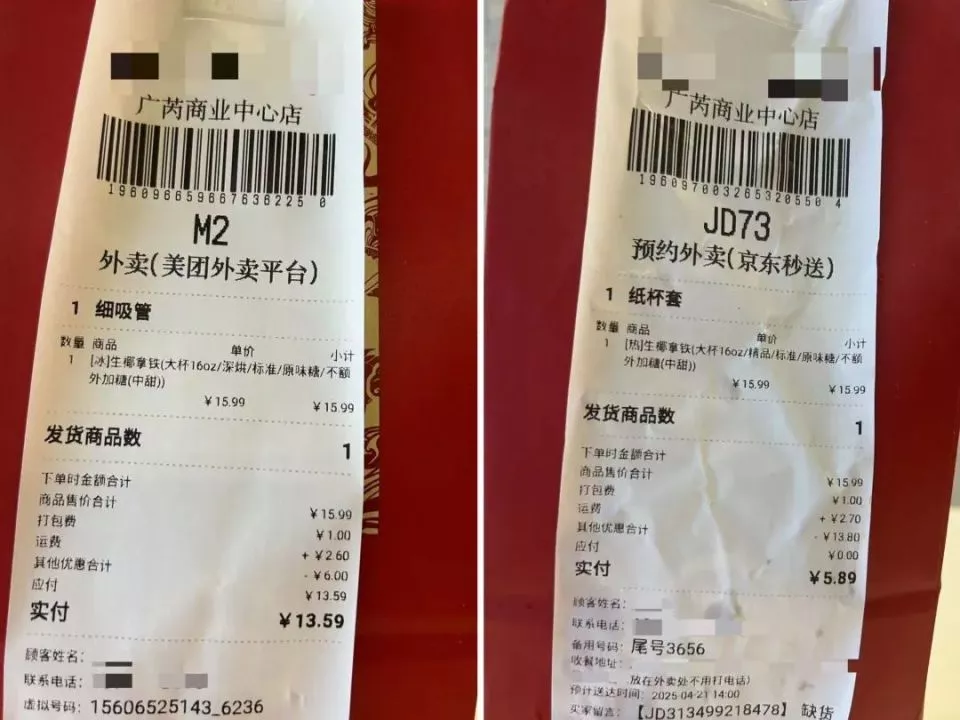 广芮商业中心店
19609665966763622５ 0
M2
外卖(美团外卖平台)
1 细吸管
数量 商品 单价 小计
1 [冰]生椰拿铁(大杯16oz/深烘/标准/原味糖/不额
外加糖(中甜))
￥15.99 ￥15.99
发货商品数 1
下单时金额合计
商品售价合计 ￥15.99
打包费 ￥1.00
运费 + ￥2.60
其他优惠合计 - ￥6.00
应付 ￥13.59
实付 ￥13.59
顾客姓名:
联系电话:
虚拟号码: 15606525143_6236
广芮商业中心店
196097003265320550 4
JD73
预约外卖(京东秒送)
1 纸杯套
数量 商品 单价 小计
1 [热]生椰拿铁(大杯16oz/精品/标准/原味糖/不额
外加糖(中甜))
￥15.99 ￥15.99
发货商品数 1
下单时金额合计
商品售价合计 ￥15.99
打包费 ￥1.00
运费 + ￥2.70
其他优惠合计 - ￥13.80
应付 ￥0.00
实付 ￥5.89
顾客姓名:
联系电话:
备用号码: 尾号3656
收餐地址:
放在外卖处不用打电话)
预计送达时间: 2025-04-21 14:00
买家留言: 【JD313499218478】 缺货